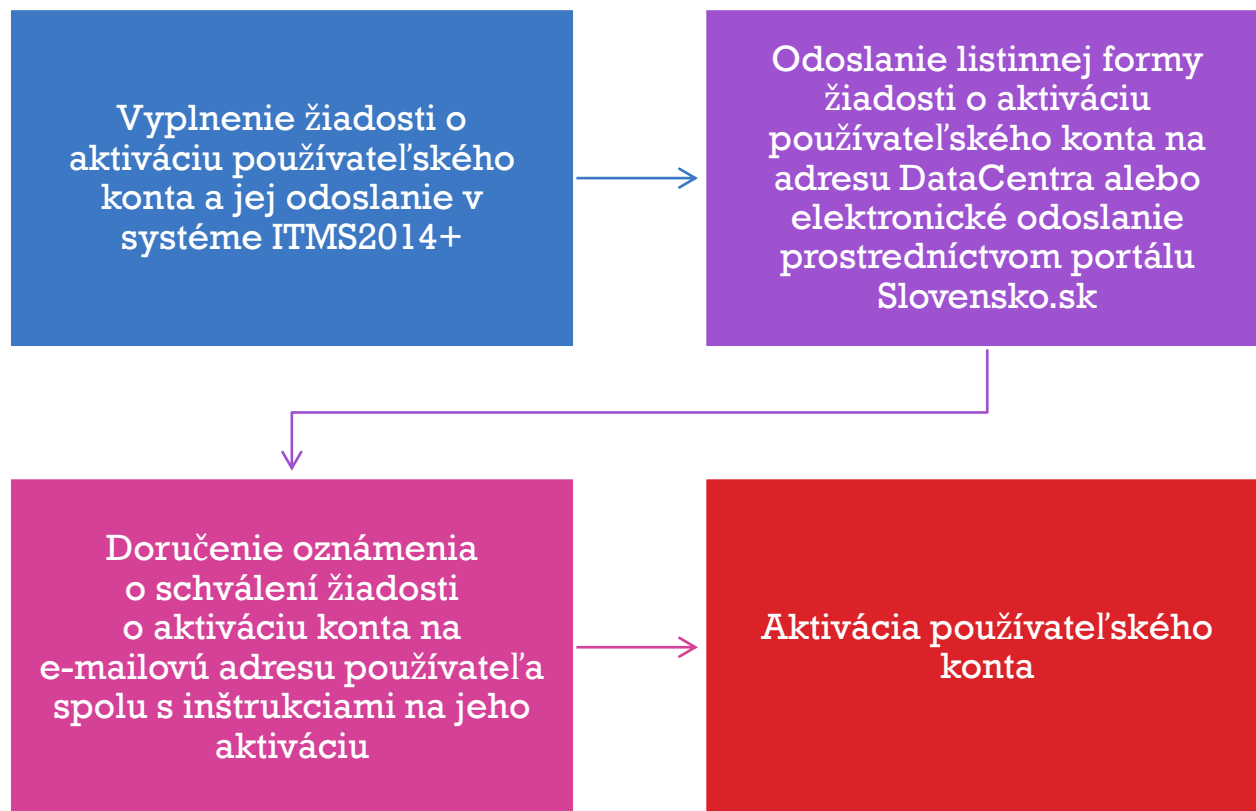 Vyplnenie žiadosti o
aktiváciu používateľského
konta a jej odoslanie v
systéme ITMS2014+
Odoslanie listinnej formy
žiadosti o aktiváciu
používateľského konta na
adresu DataCentra alebo
elektronické odoslanie
prostredníctvom portálu
Slovensko.sk
Doručenie oznámenia
o schválení žiadosti
o aktiváciu konta na
e-mailovú adresu používateľa
spolu s inštrukciami na jeho
aktiváciu
Aktivácia používateľského
konta